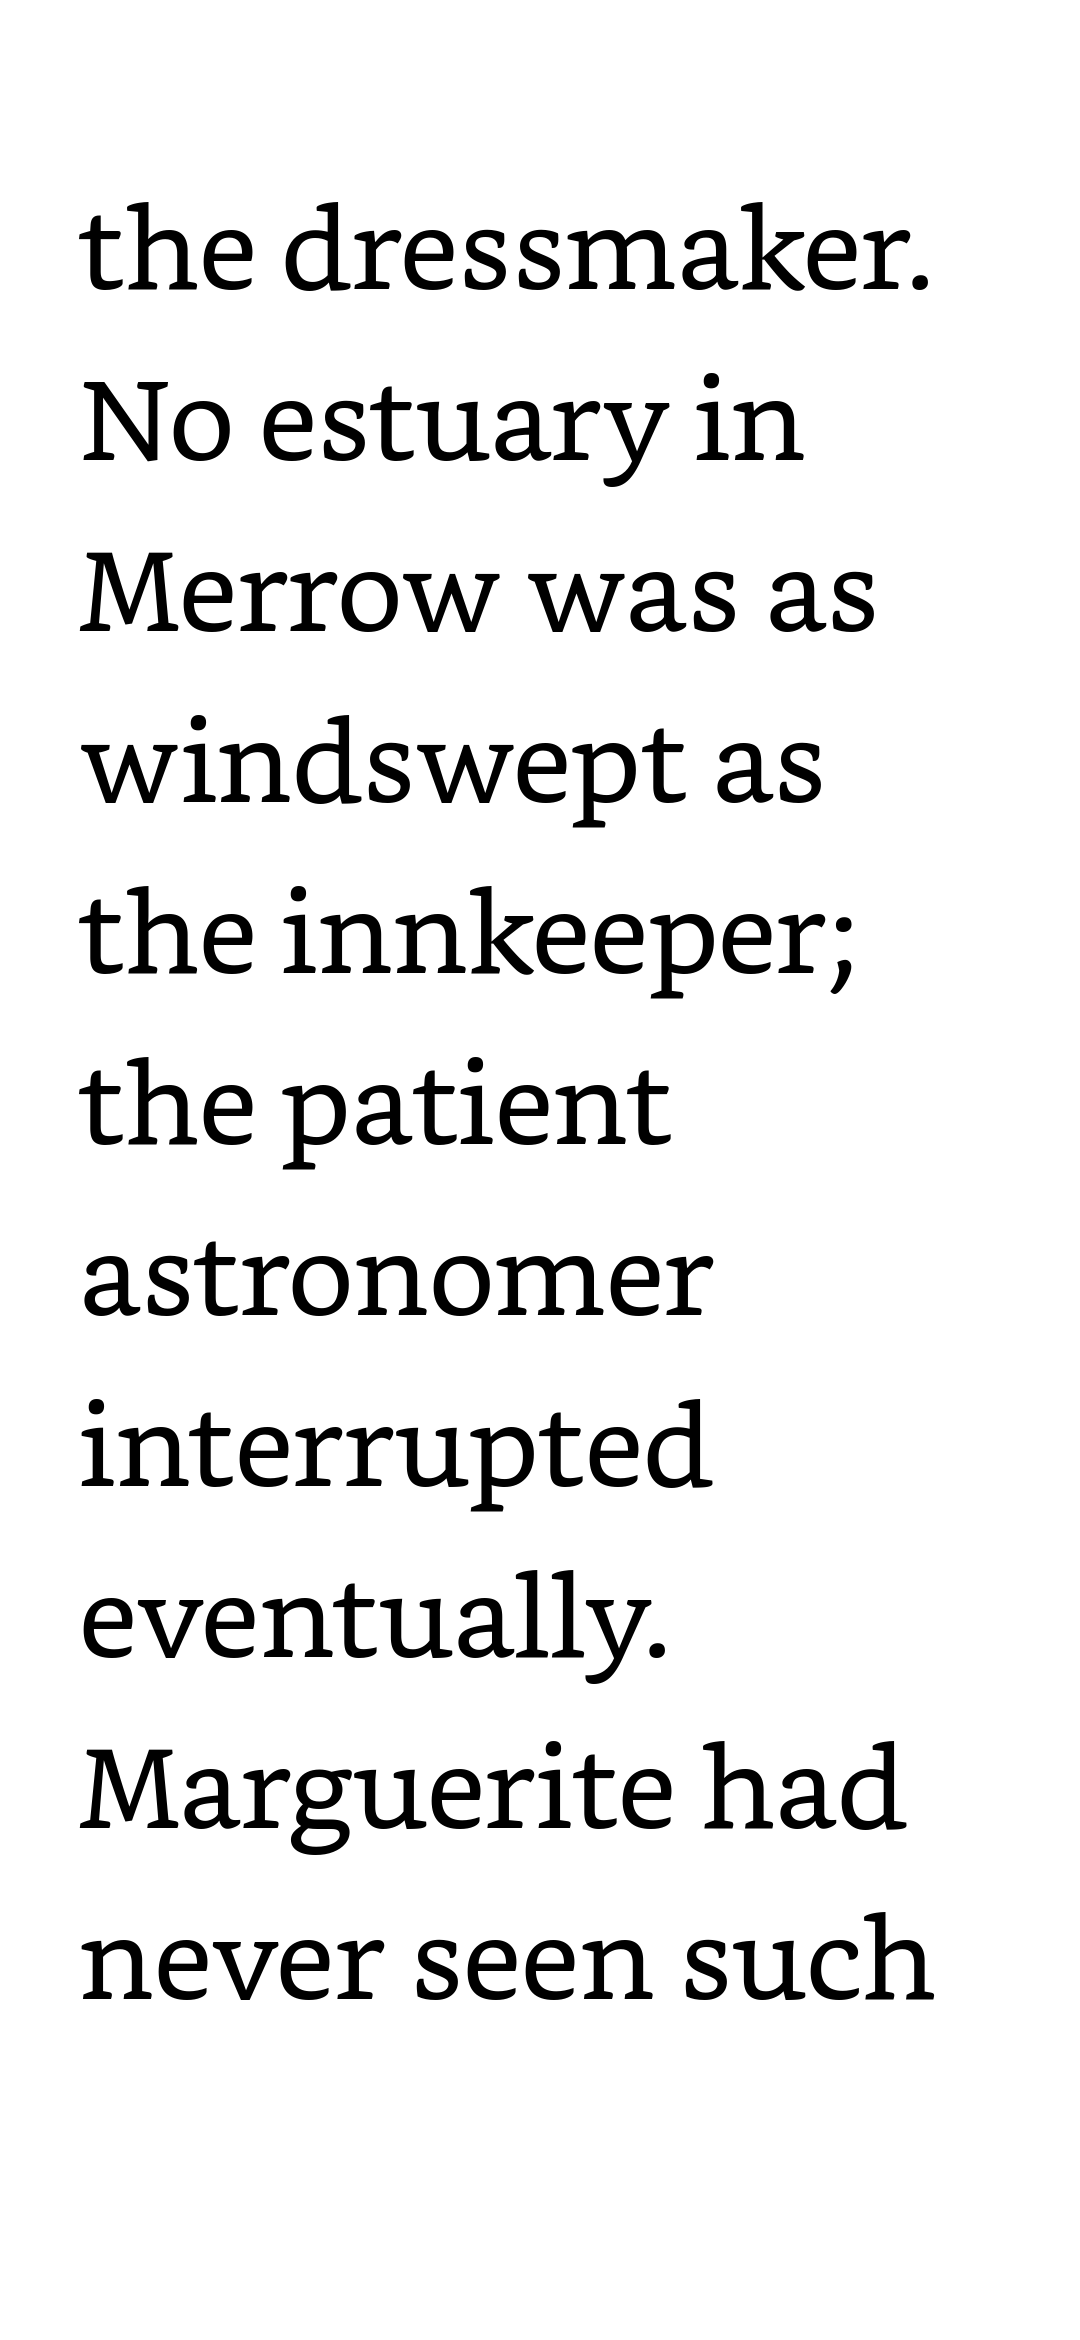 the dressmaker.
No estuary in
Merrow was as
windswept as
the innkeeper;
the patient
astronomer
interrupted
eventually.
Marguerite had
never seen such